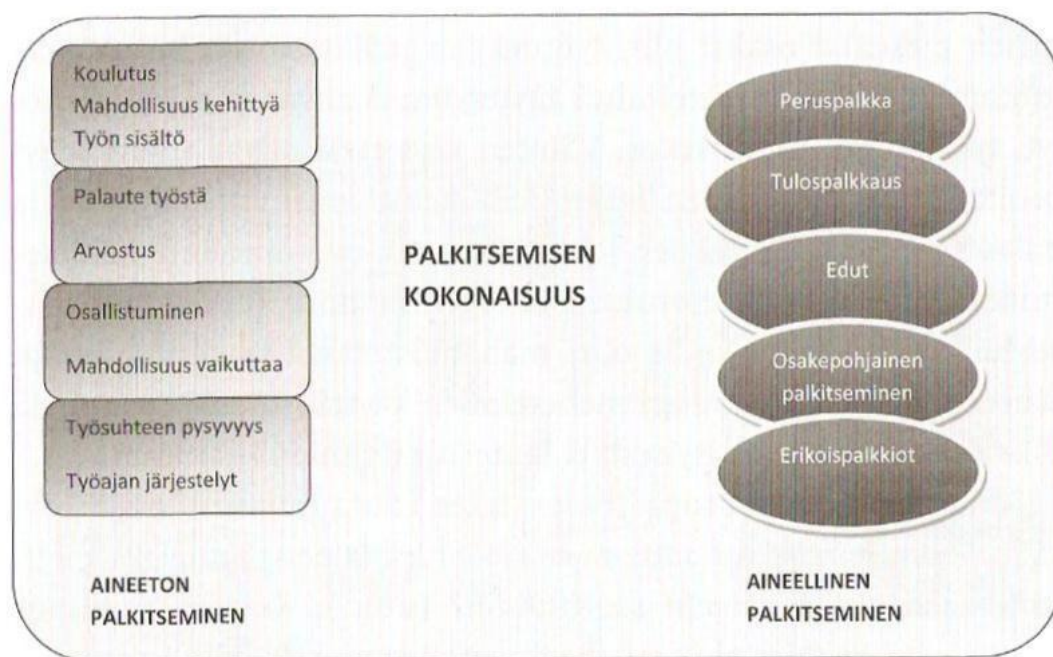 Koulutus
Mahdollisuus kehittyä
Työn sisältö
Palaute työstä
Arvostus
Osallistuminen
Mahdollisuus vaikuttaa
Työsuhteen pysyvyys
Työajan järjestelyt
AINEETON
PALKITSEMINEN
PALKITSEMISEN
KOKONAISUUS
Peruspalkka
Tulospalkkaus
Edut
Osakepohjainen
palkitseminen
Erikoispalkkiot
AINEELLINEN
PALKITSEMINEN